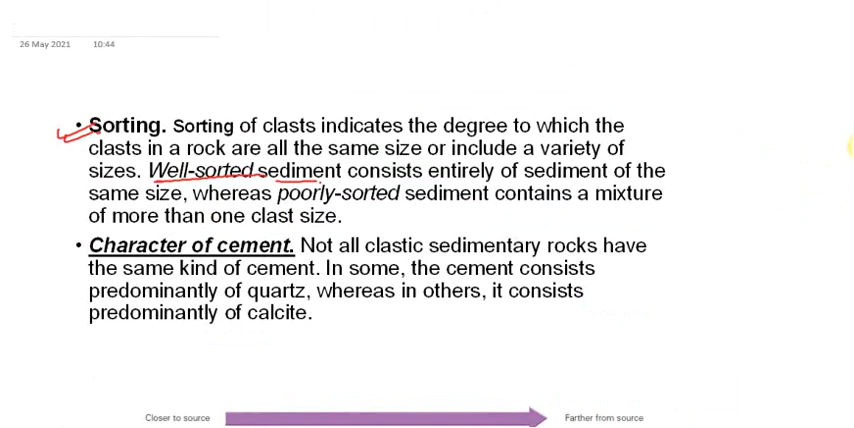 26 May 2021 10:44
• Sorting. Sorting of clasts indicates the degree to which the
clasts in a rock are all the same size or include a variety of
sizes. Well-sorted sediment consists entirely of sediment of the
same size, whereas poorly-sorted sediment contains a mixture
of more than one clast size.
• Character of cement. Not all clastic sedimentary rocks have
the same kind of cement. In some, the cement consists
predominantly of quartz, whereas in others, it consists
predominantly of calcite.
Closer to source Farther from source